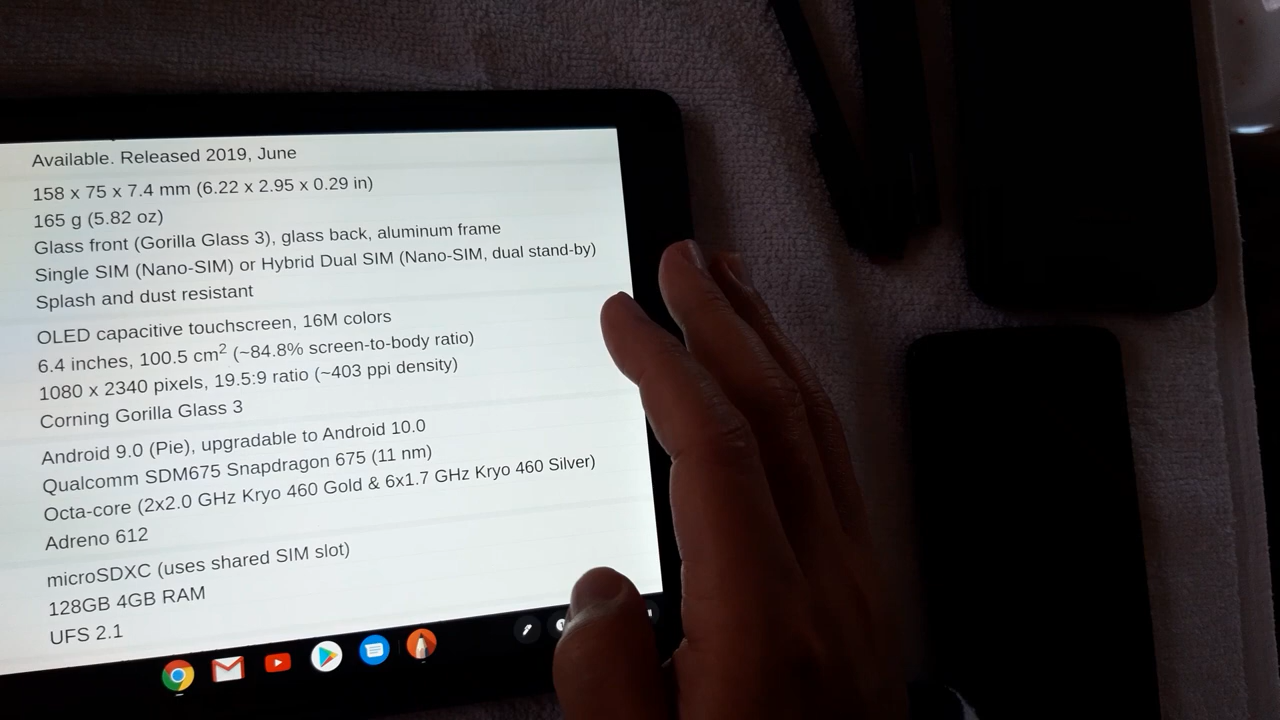 Available. Released 2019, June
158 x 75 x 7.4 mm (6.22 x 2.95 x 0.29 in)
165 g (5.82 oz)
Glass front (Gorilla Glass 3), glass back, aluminum frame
Single SIM (Nano-SIM) or Hybrid Dual SIM (Nano-SIM, dual stand-by)
Splash and dust resistant
OLED capacitive touchscreen, 16M colors
6.4 inches, 100.5 cm² (~84.8% screen-to-body ratio)
1080 x 2340 pixels, 19.5:9 ratio (~403 ppi density)
Corning Gorilla Glass 3
Android 9.0 (Pie), upgradable to Android 10.0
Qualcomm SDM675 Snapdragon 675 (11 nm)
Octa-core (2x2.0 GHz Kryo 460 Gold & 6x1.7 GHz Kryo 460 Silver)
Adreno 612
microSDXC (uses shared SIM slot)
128GB 4GB RAM
UFS 2.1